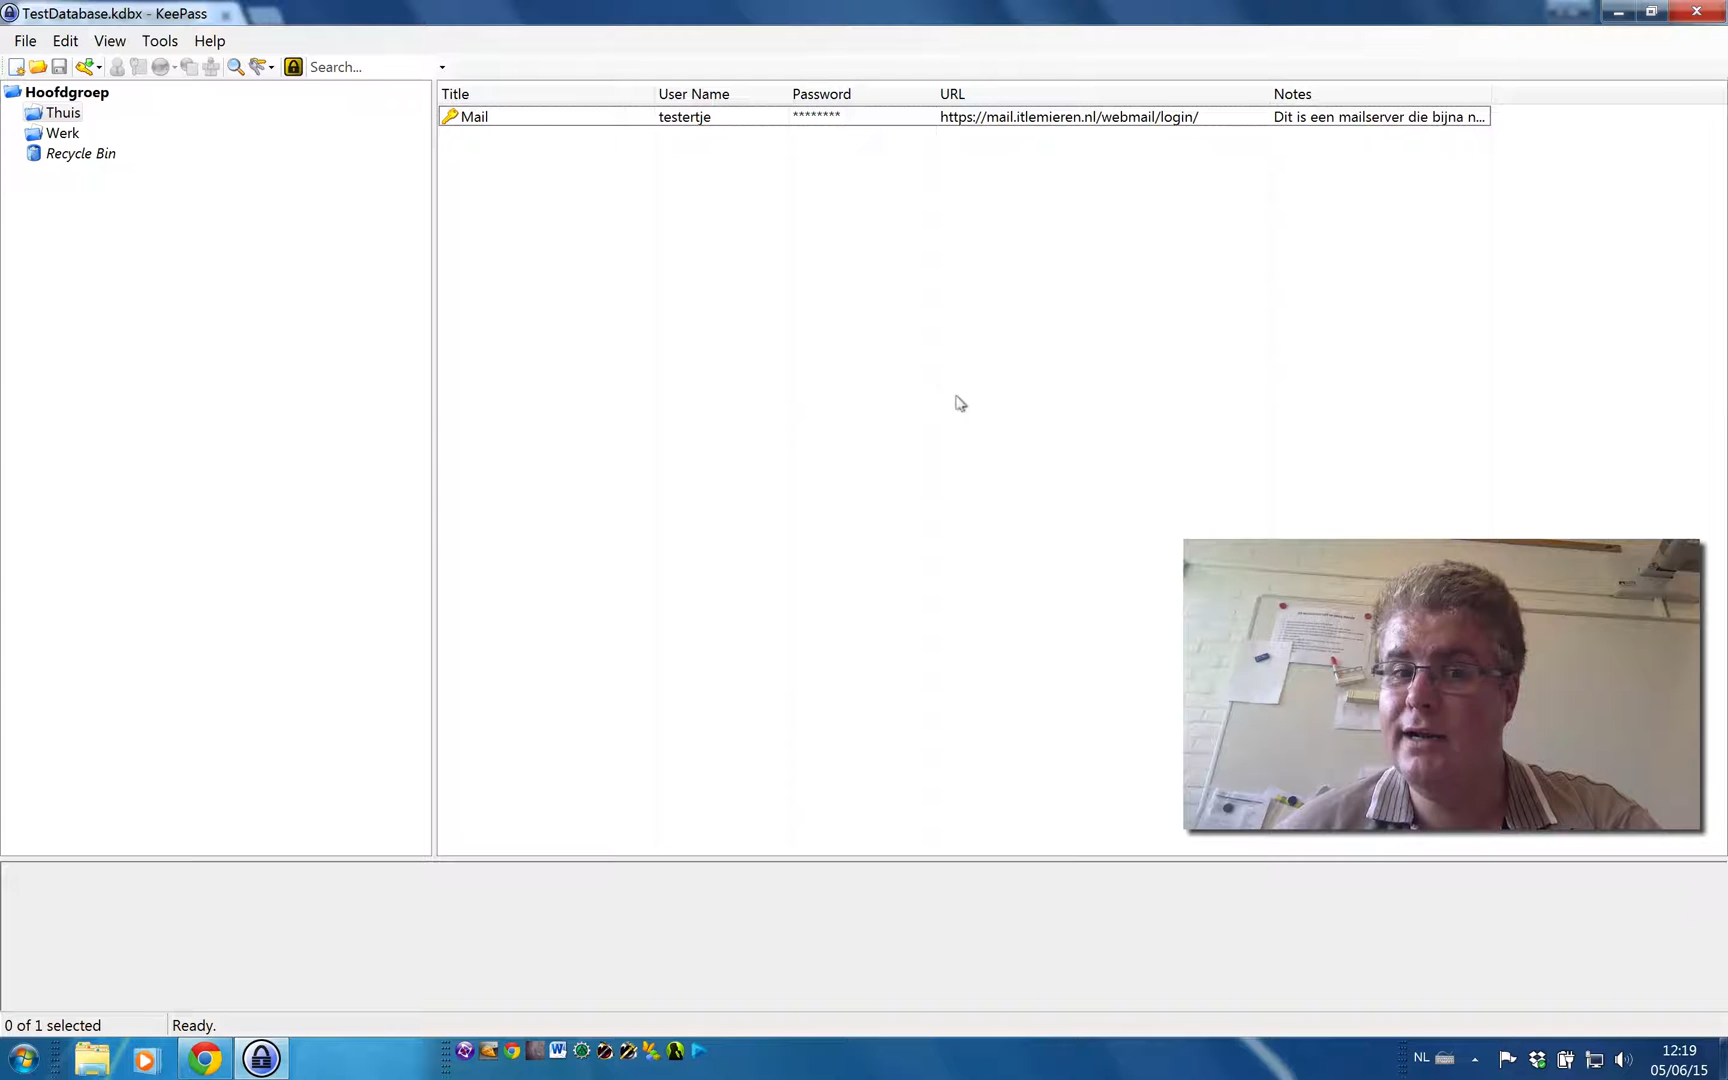 TestDatabase.kdbx - KeePass
File Edit View Tools Help
Search...
Hoofdgroep
Thuis
Werk
Recycle Bin
Title User Name Password URL Notes
Mail testertje ******** https://mail.itlemieren.nl/webmail/login/ Dit is een mailserver die bijna n...
0 of 1 selected Ready.
NL
12:19
05/06/15